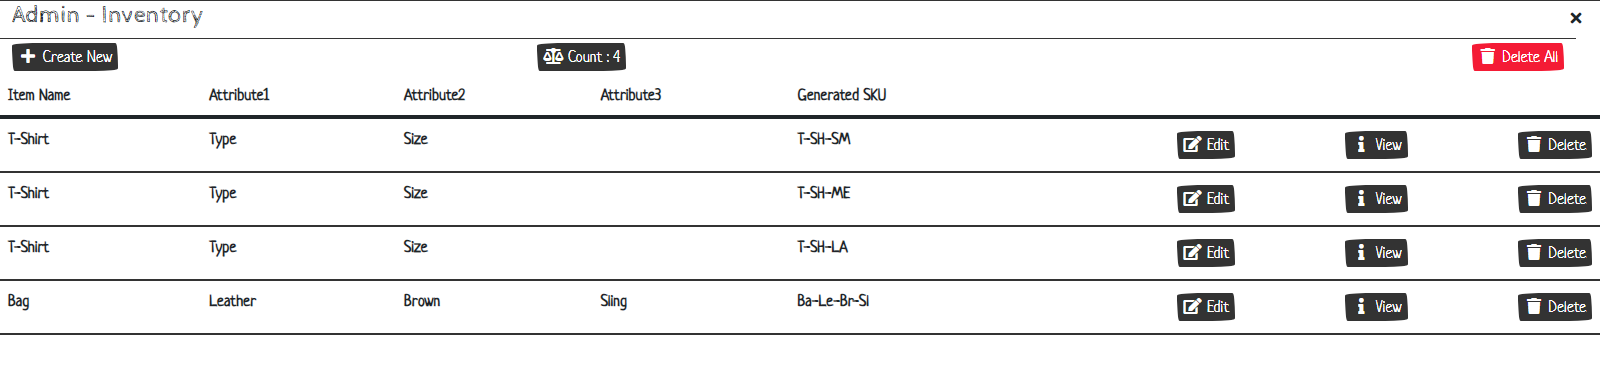 Admin - Inventory
Create New Count : 4 Delete All
Item Name Attribute1 Attribute2 Attribute3 Generated SKU
T-Shirt Type Size T-SH-SM Edit View Delete
T-Shirt Type Size T-SH-ME Edit View Delete
T-Shirt Type Size T-SH-LA Edit View Delete
Bag Leather Brown Sling Ba-Le-Br-Si Edit View Delete